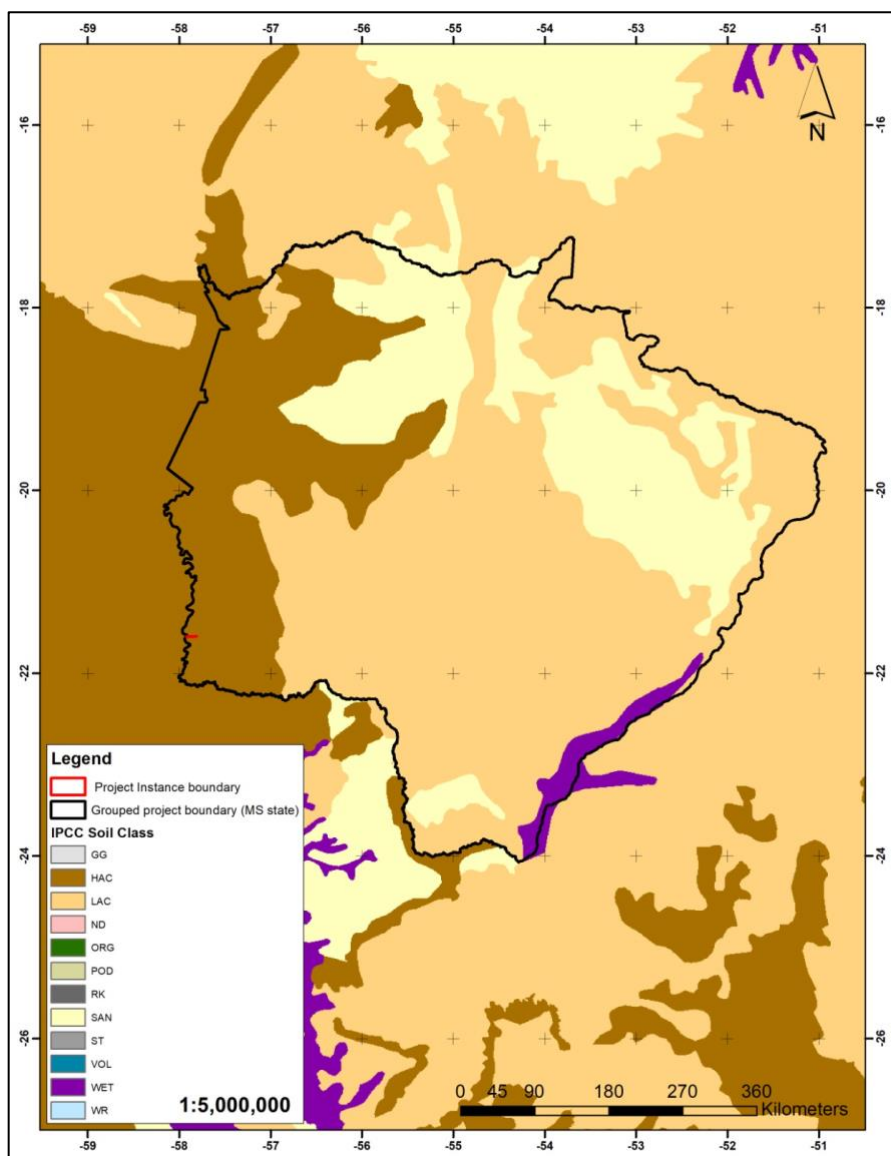 -59 -58 -57 -56 -55 -54 -53 -52 -51
N
-16 -16
-18 -18
-20 -20
-22 -22
-24 -24
-26 -26
Legend
Project Instance boundary
Grouped project boundary (MS state)
IPCC Soil Class
GG
HAC
LAC
ND
ORG
POD
RK
SAN
ST
VOL
WET
WR
1:5,000,000
0 45 90 180 270 360
Kilometers
-59 -58 -57 -56 -55 -54 -53 -52 -51